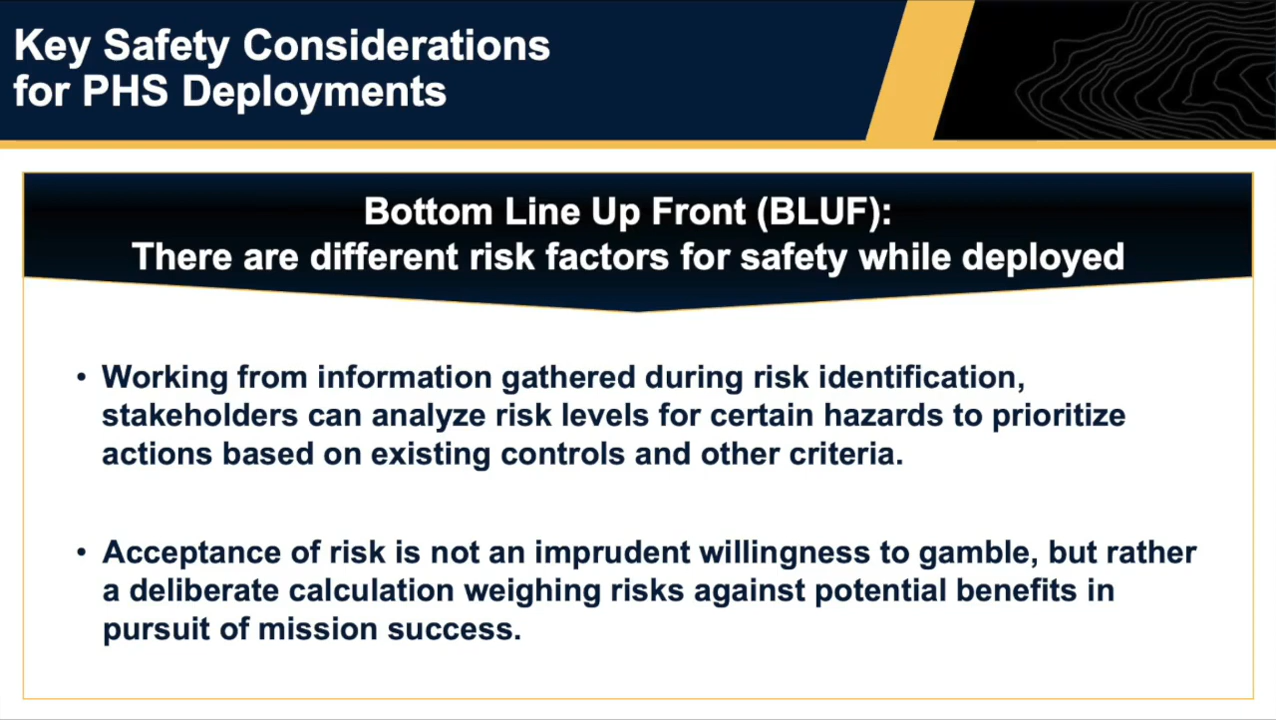 Key Safety Considerations
for PHS Deployments
Bottom Line Up Front (BLUF):
There are different risk factors for safety while deployed
• Working from information gathered during risk identification,
stakeholders can analyze risk levels for certain hazards to prioritize
actions based on existing controls and other criteria.
• Acceptance of risk is not an imprudent willingness to gamble, but rather
a deliberate calculation weighing risks against potential benefits in
pursuit of mission success.